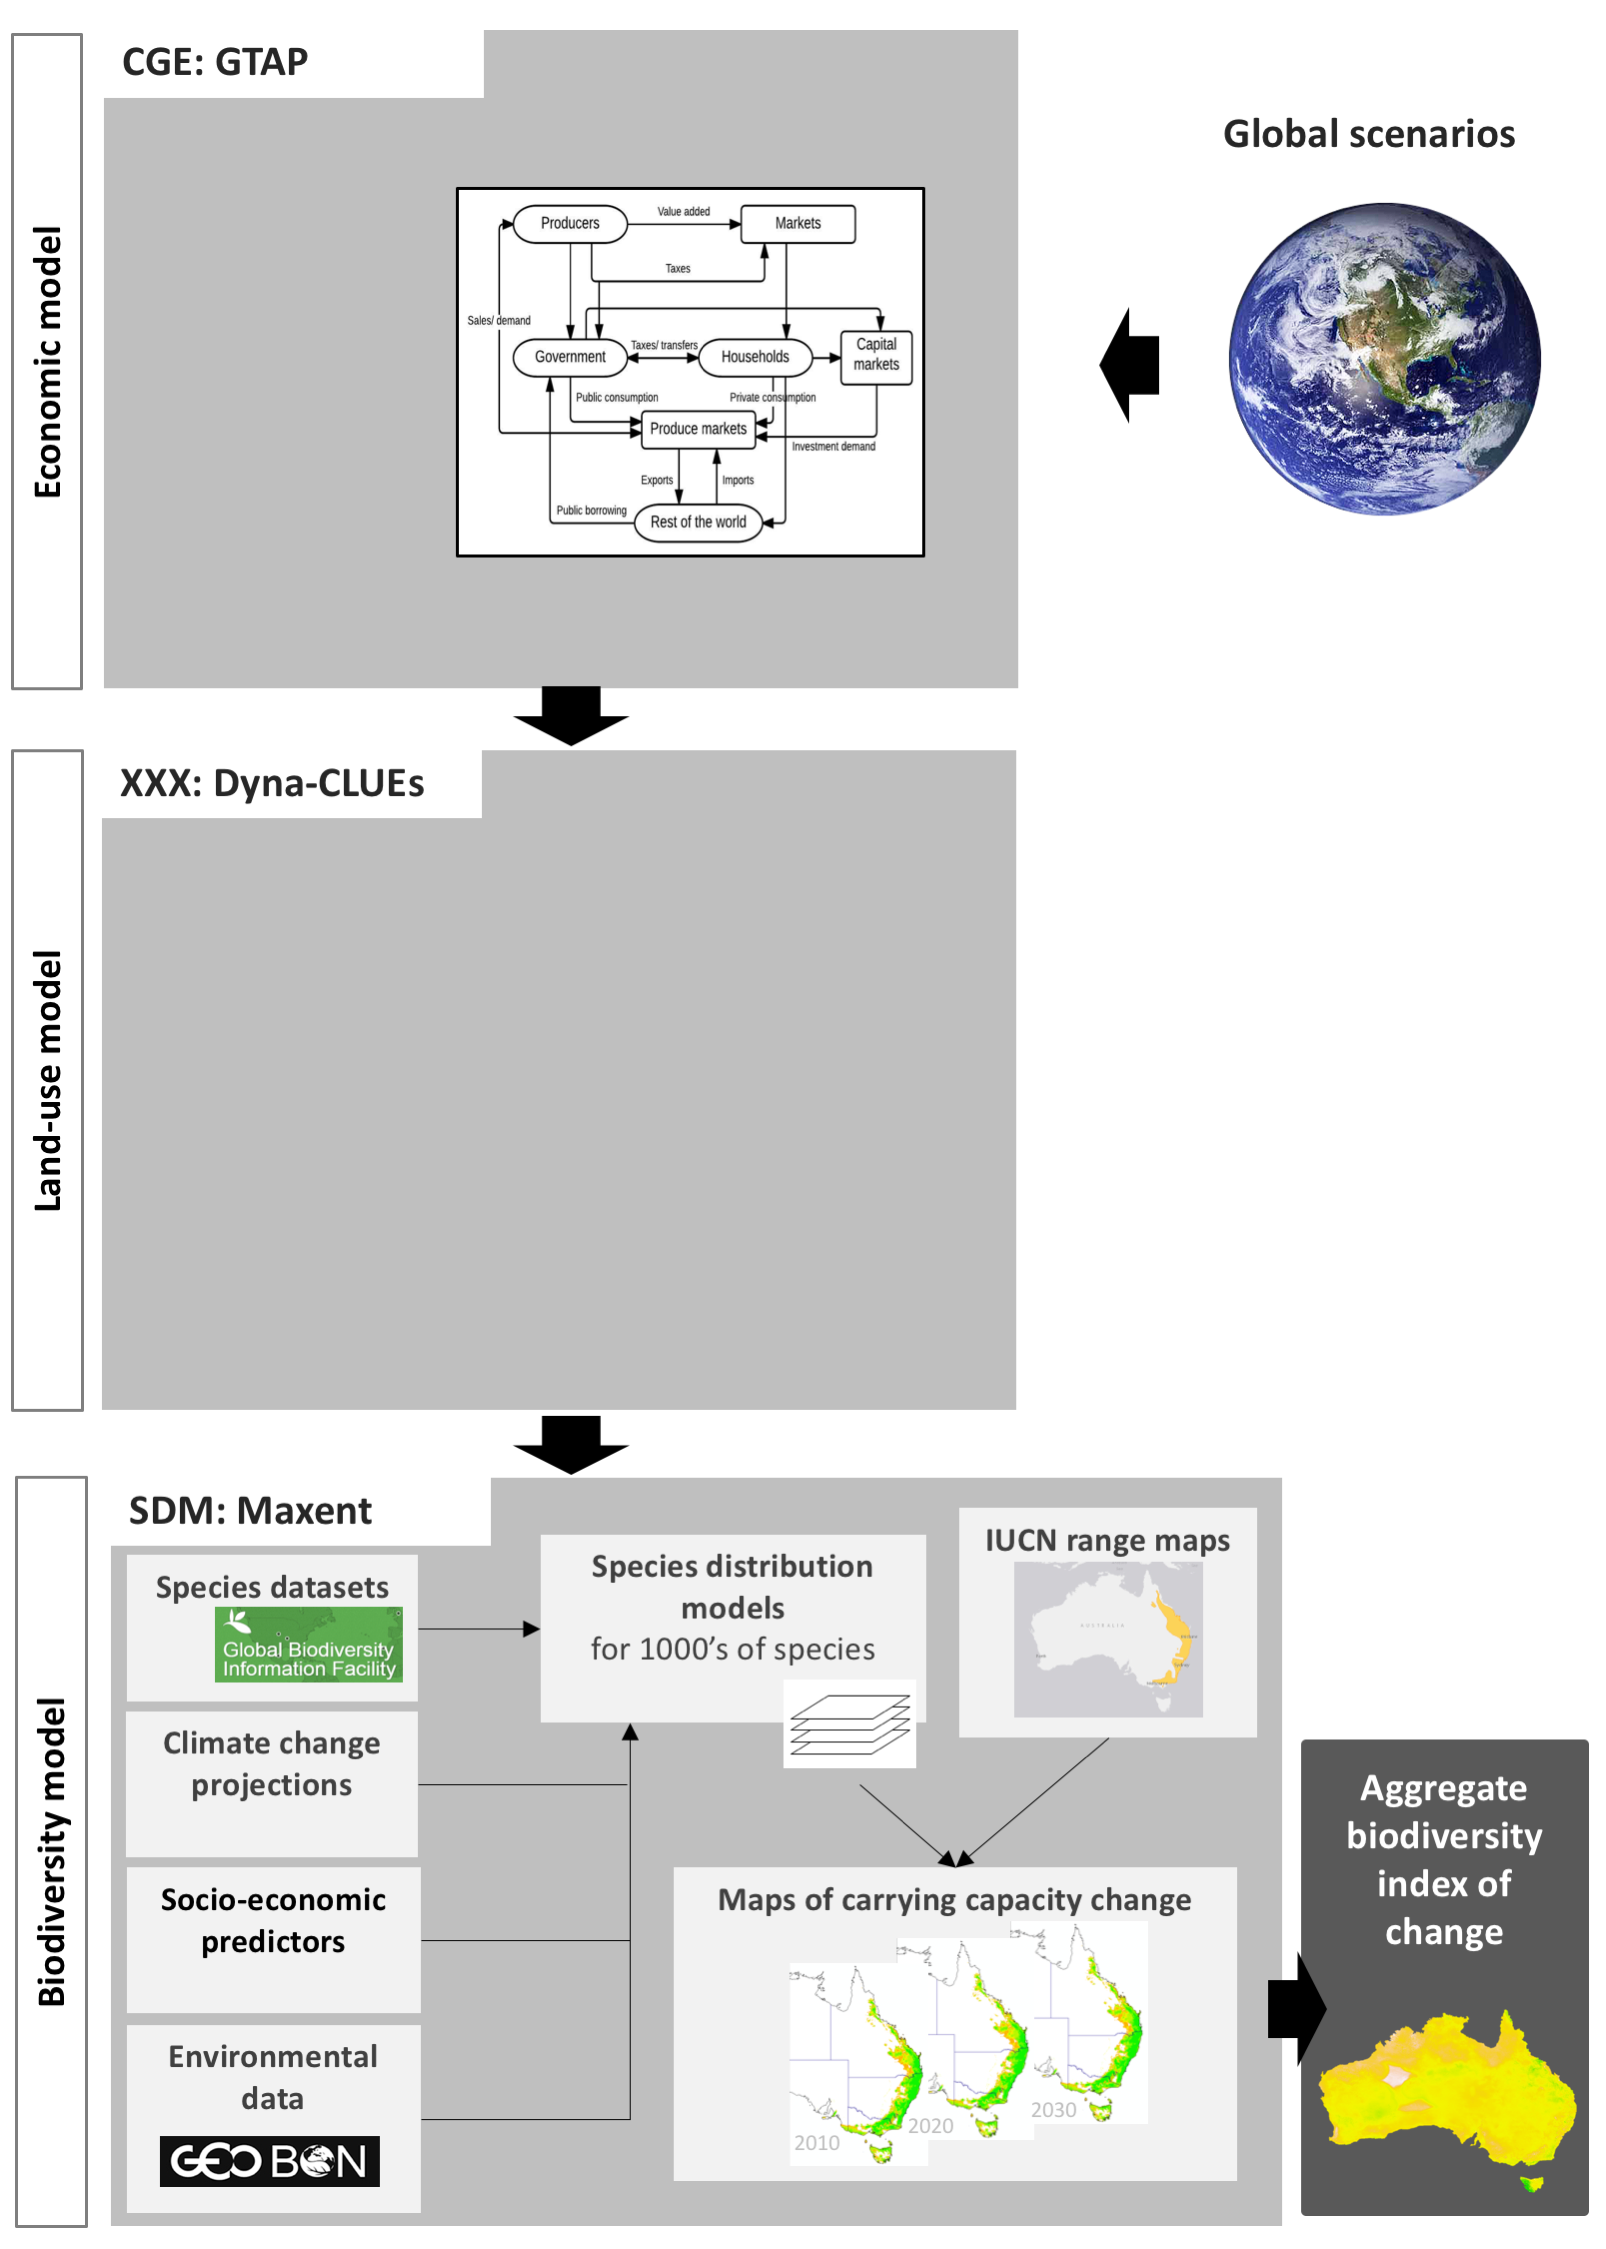 Economic model
CGE: GTAP
Global scenarios
Producers
Value added
Markets
Taxes
Sales/ demand
Government
Taxes/ transfers
Households
Capital
markets
Public consumption
Private consumption
Produce markets
Investment demand
Exports
Imports
Public borrowing
Rest of the world
Land-use model
XXX: Dyna-CLUEs
Biodiversity model
SDM: Maxent
Species datasets
Global Biodiversity
Information Facility
Climate change
projections
Socio-economic
predictors
Environmental
data
GEO BON
Species distribution
models
for 1000's of species
IUCN range maps
AUSTRALIA
Maps of carrying capacity change
2010
2020
2030
Aggregate
biodiversity
index of
change